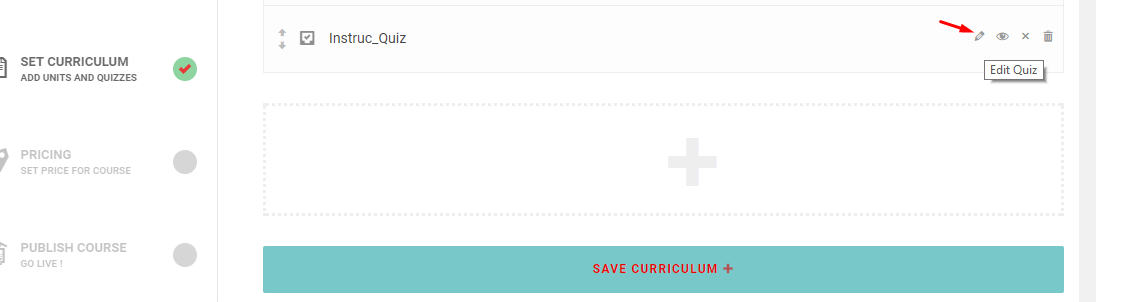 Instruc_Quiz
Edit Quiz
SET CURRICULUM
ADD UNITS AND QUIZZES
PRICING
SET PRICE FOR COURSE
PUBLISH COURSE
GO LIVE !
SAVE CURRICULUM +